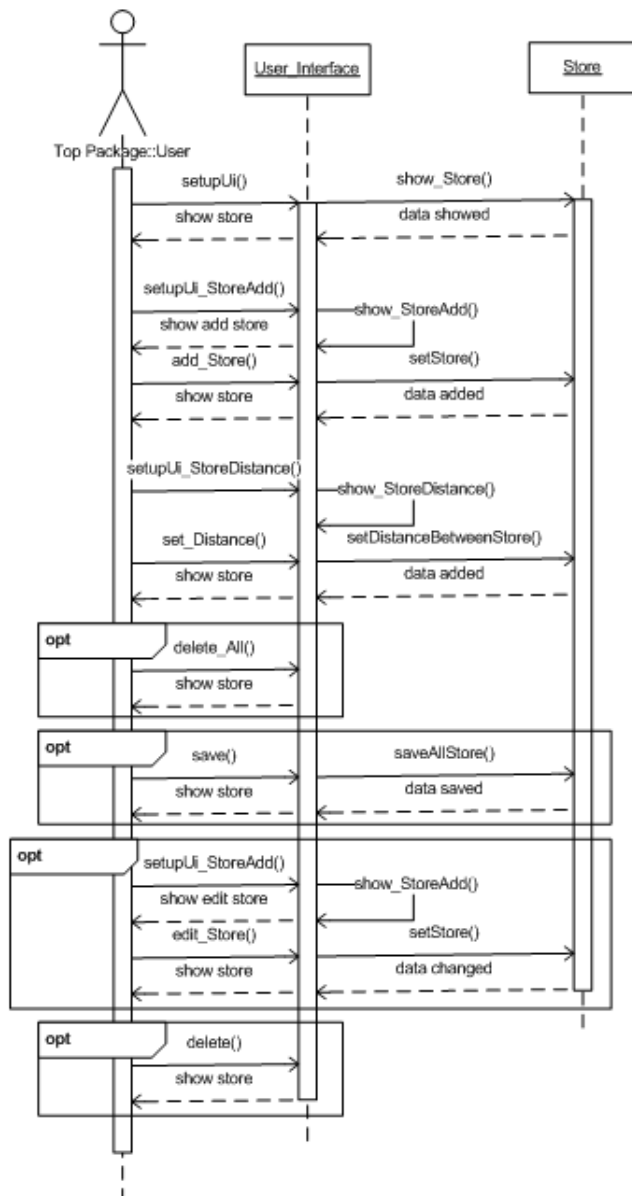 User_Interface
Store
Top Package::User
setupUi()
show_Store()
show store
data showed
setupUi_StoreAdd()
show_StoreAdd()
show add store
add_Store()
setStore()
show store
data added
setupUi_StoreDistance()
show_StoreDistance()
set_Distance()
setDistanceBetweenStore()
show store
data added
opt
delete_All()
show store
opt
save()
saveAllStore()
show store
data saved
opt
setupUi_StoreAdd()
show_StoreAdd()
show edit store
edit_Store()
setStore()
show store
data changed
opt
delete()
show store